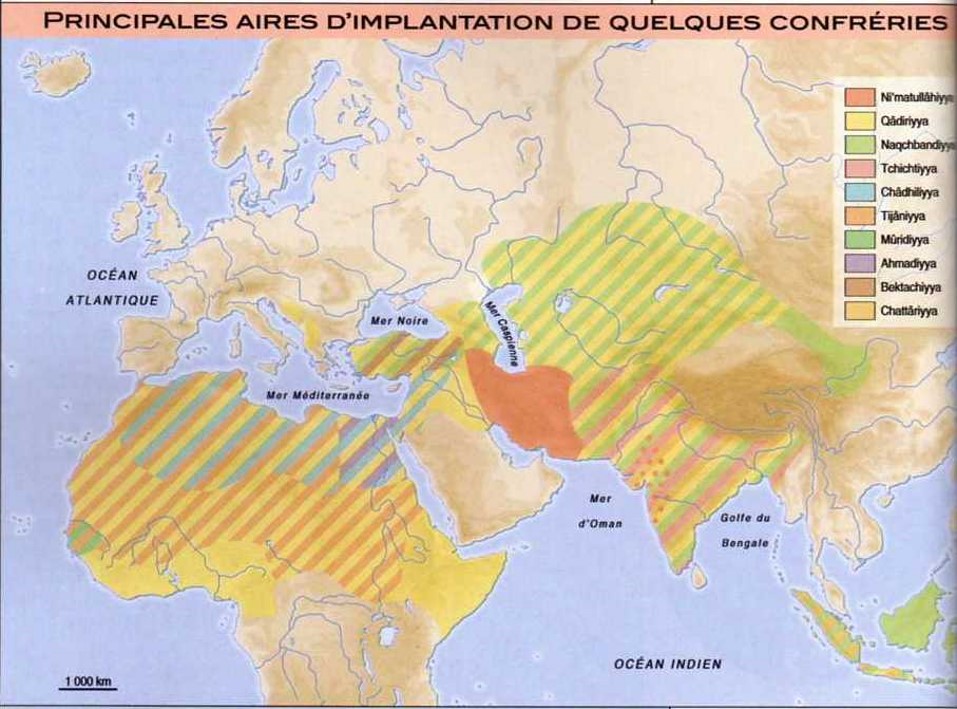 PRINCIPALES AIRES D'IMPLANTATION DE QUELQUES CONFRÉRIES
Ni'matullâhiyya
Qâdiriyya
Naqchbandiyya
Tchichtiyya
Châdhiliyya
Tijâniyya
Mûridiyya
Ahmadiyya
Bektachiyya
Chattâriyya
OCÉAN
ATLANTIQUE
Mer Noire
Mer Caspienne
Mer Méditerranée
Mer
d'Oman
Golfe du
Bengale
OCÉAN INDIEN
1 000 km